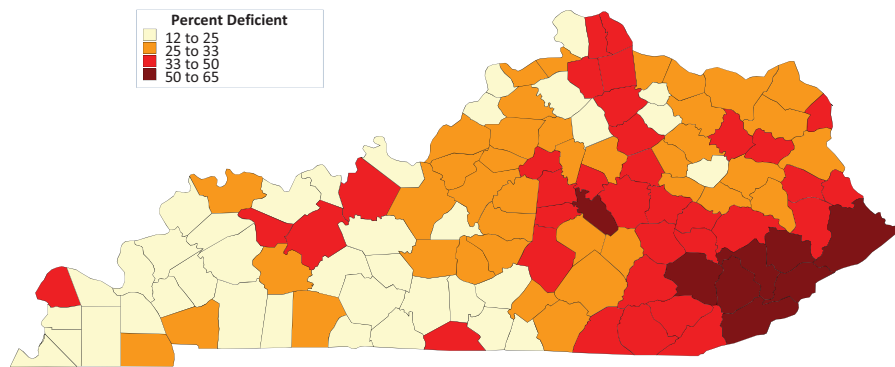 Percent Deficient
12 to 25
25 to 33
33 to 50
50 to 65